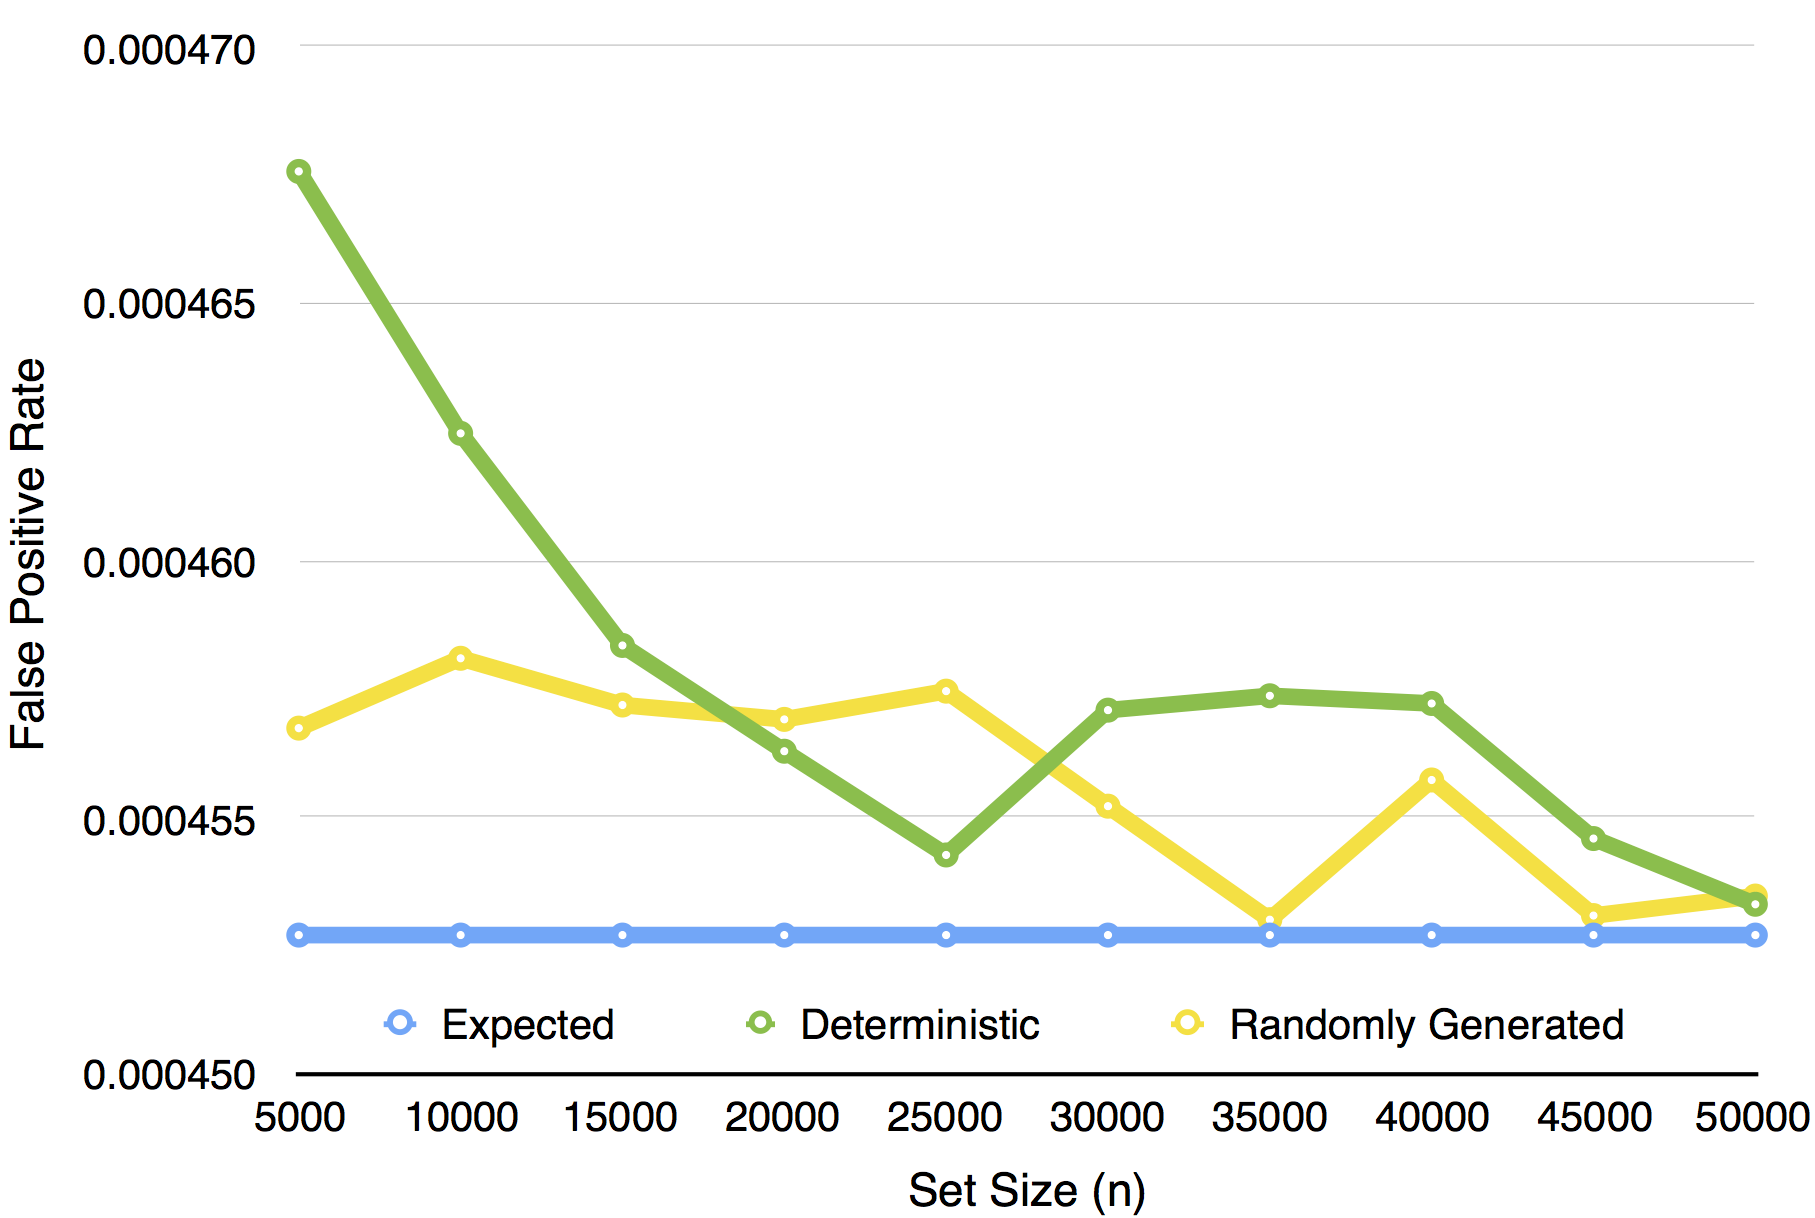 0.000470
0.000465
0.000460
0.000455
0.000450
False Positive Rate
Expected Deterministic Randomly Generated
5000 10000 15000 20000 25000 30000 35000 40000 45000 50000
Set Size (n)